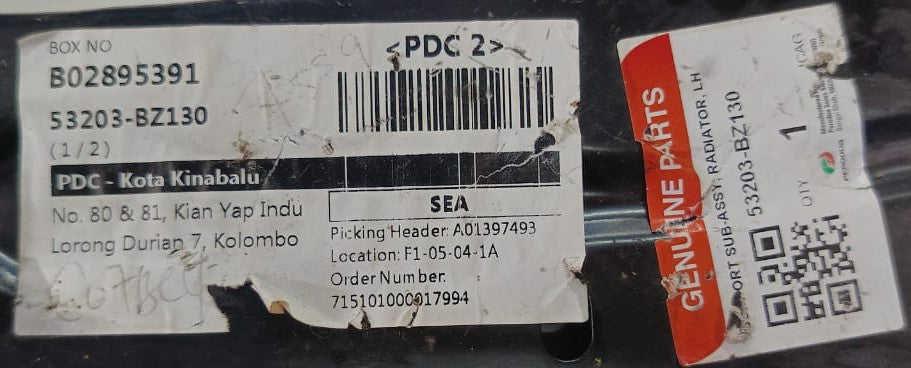 BOX NO
B02895391
53203-BZ130
(1/2)
PDC - Kota Kinabalu
No. 80 & 81, Kian Yap Indu
Lorong Durian 7, Kolombo
<PDC 2>
SEA
Picking Header: A01397493
Location: F1-05-04-1A
Order Number:
715101000017994
GENUINE PARTS
PORT SUB-ASSY, RADIATOR, LH
53203-BZ130
QTY 1
PERODUA